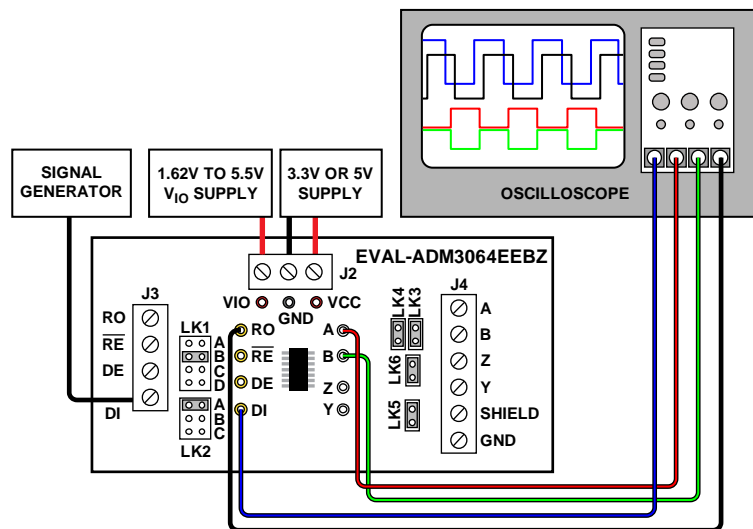 SIGNAL
GENERATOR
1.62V TO 5.5V
VIO SUPPLY
3.3V OR 5V
SUPPLY
OSCILLOSCOPE
EVAL-ADM3064EEBZ
J2
VIO
GND
VCC
J3
RO
RE
DE
DI
LK1
A
B
C
D
LK2
A
B
C
RO
RE
DE
DI
A
B
Z
Y
LK4
LK3
LK6
LK5
J4
A
B
Z
Y
SHIELD
GND